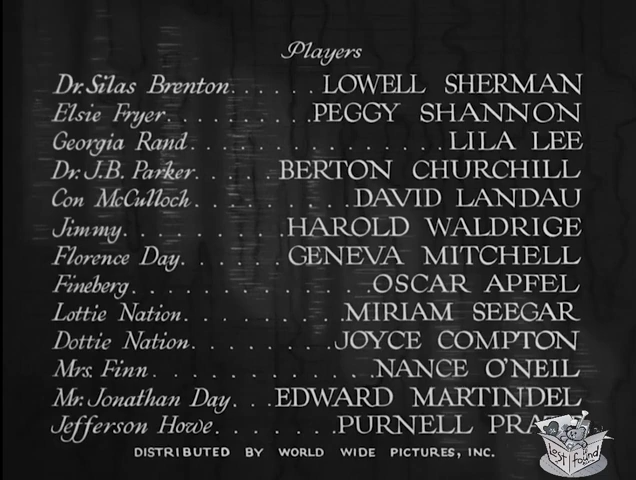 Players
Dr. Silas Brenton......LOWELL SHERMAN
Elsie Fryer..........PEGGY SHANNON
Georgia Rand...............LILA LEE
Dr. J.B. Parker......BERTON CHURCHILL
Con McCulloch.........DAVID LANDAU
Jimmy...........HAROLD WALDRIGE
Florence Day.......GENEVA MITCHELL
Fineberg..............OSCAR APFEL
Lottie Nation.........MIRIAM SEEGAR
Dottie Nation........JOYCE COMPTON
Mrs. Finn............NANCE O'NEIL
Mr. Jonathan Day...EDWARD MARTINDEL
Jefferson Howe.......PURNELL
DISTRIBUTED BY WORLD WIDE PICTURES, INC.
lost found